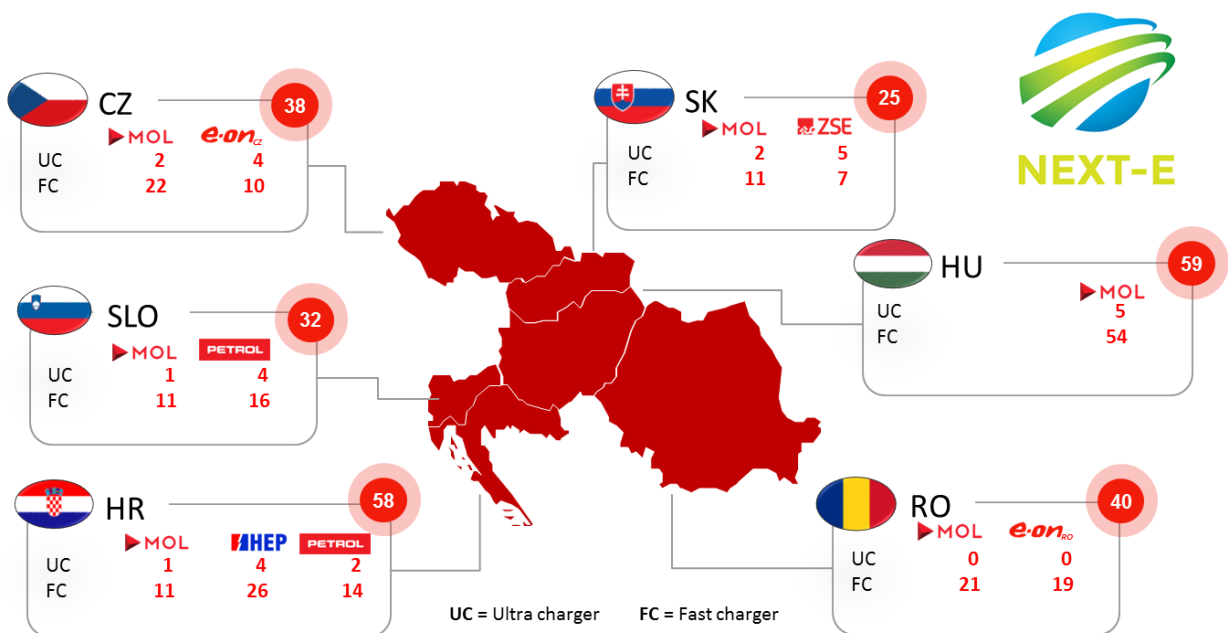 NEXT-E
CZ 38
MOL e·on CZ
UC 2 4
FC 22 10
SK 25
MOL ZSE
UC 2 5
FC 11 7
HU 59
MOL
UC 5
FC 54
SLO 32
MOL PETROL
UC 1 4
FC 11 16
HR 58
MOL HEP PETROL
UC 1 4 2
FC 11 26 14
RO 40
MOL e·on RO
UC 0 0
FC 21 19
UC = Ultra charger FC = Fast charger